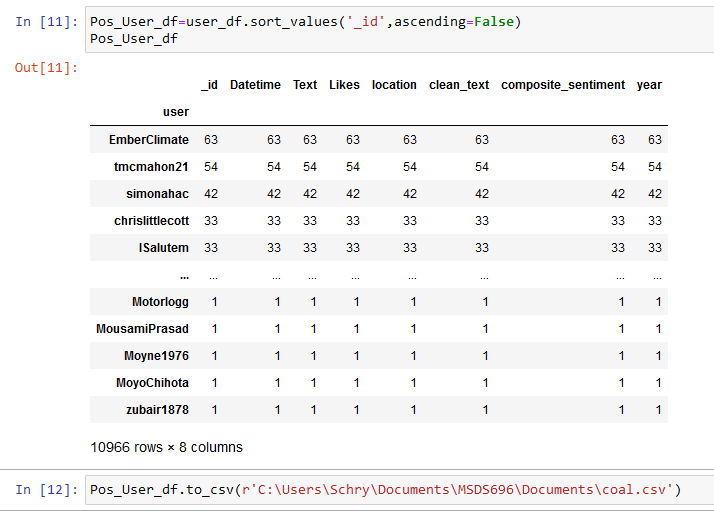 In [11]: Pos_User_df=user_df.sort_values('_id',ascending=False)
Pos_User_df
Out[11]:
_id Datetime Text Likes location clean_text composite_sentiment year
user
EmberClimate 63 63 63 63 63 63 63 63
tmcmahon21 54 54 54 54 54 54 54 54
simonahac 42 42 42 42 42 42 42 42
chrislittlecott 33 33 33 33 33 33 33 33
ISalutem 33 33 33 33 33 33 33 33
... ... ... ... ... ... ... ... ...
Motorlogg 1 1 1 1 1 1 1 1
MousamiPrasad 1 1 1 1 1 1 1 1
Moyne1976 1 1 1 1 1 1 1 1
MoyoChihota 1 1 1 1 1 1 1 1
zubair1878 1 1 1 1 1 1 1 1
10966 rows × 8 columns
In [12]: Pos_User_df.to_csv(r'C:\Users\Schry\Documents\MSDS696\Documents\coal.csv')